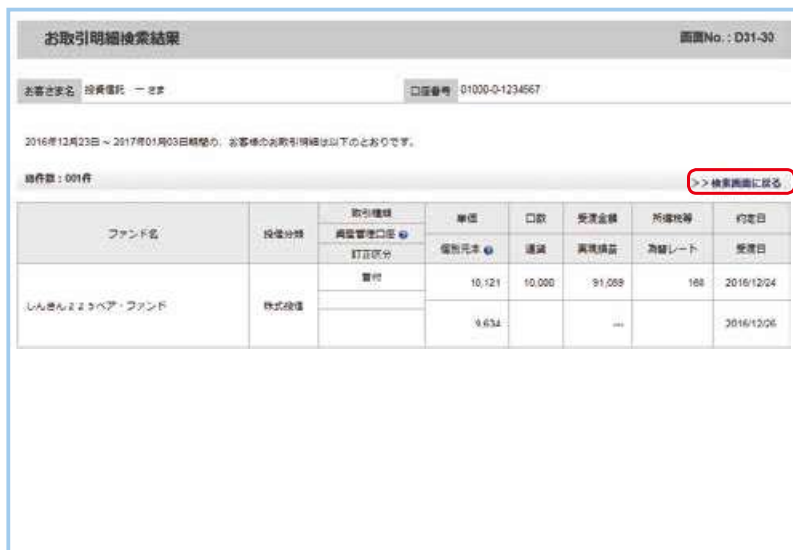 お取引明細検索結果 画面No.：D31-30
お客さま名 投資信託 一 さま 口座番号 01000-0-1234567
2016年12月23日～2017年01月03日期間の、お客様のお取引明細は以下のとおりです。
総件数：001件
>>検索画面に戻る
ファンド名 投信分類 取引種類 単価 口数 受渡金額 所得税等 約定日
資産管理口座
訂正区分 個別元本 通貨 実現損益 為替レート 受渡日
しんきん２２５ベア・ファンド 株式投信 買付 10,121 10,000 91,059 168 2016/12/24
9,634 --- 2016/12/26